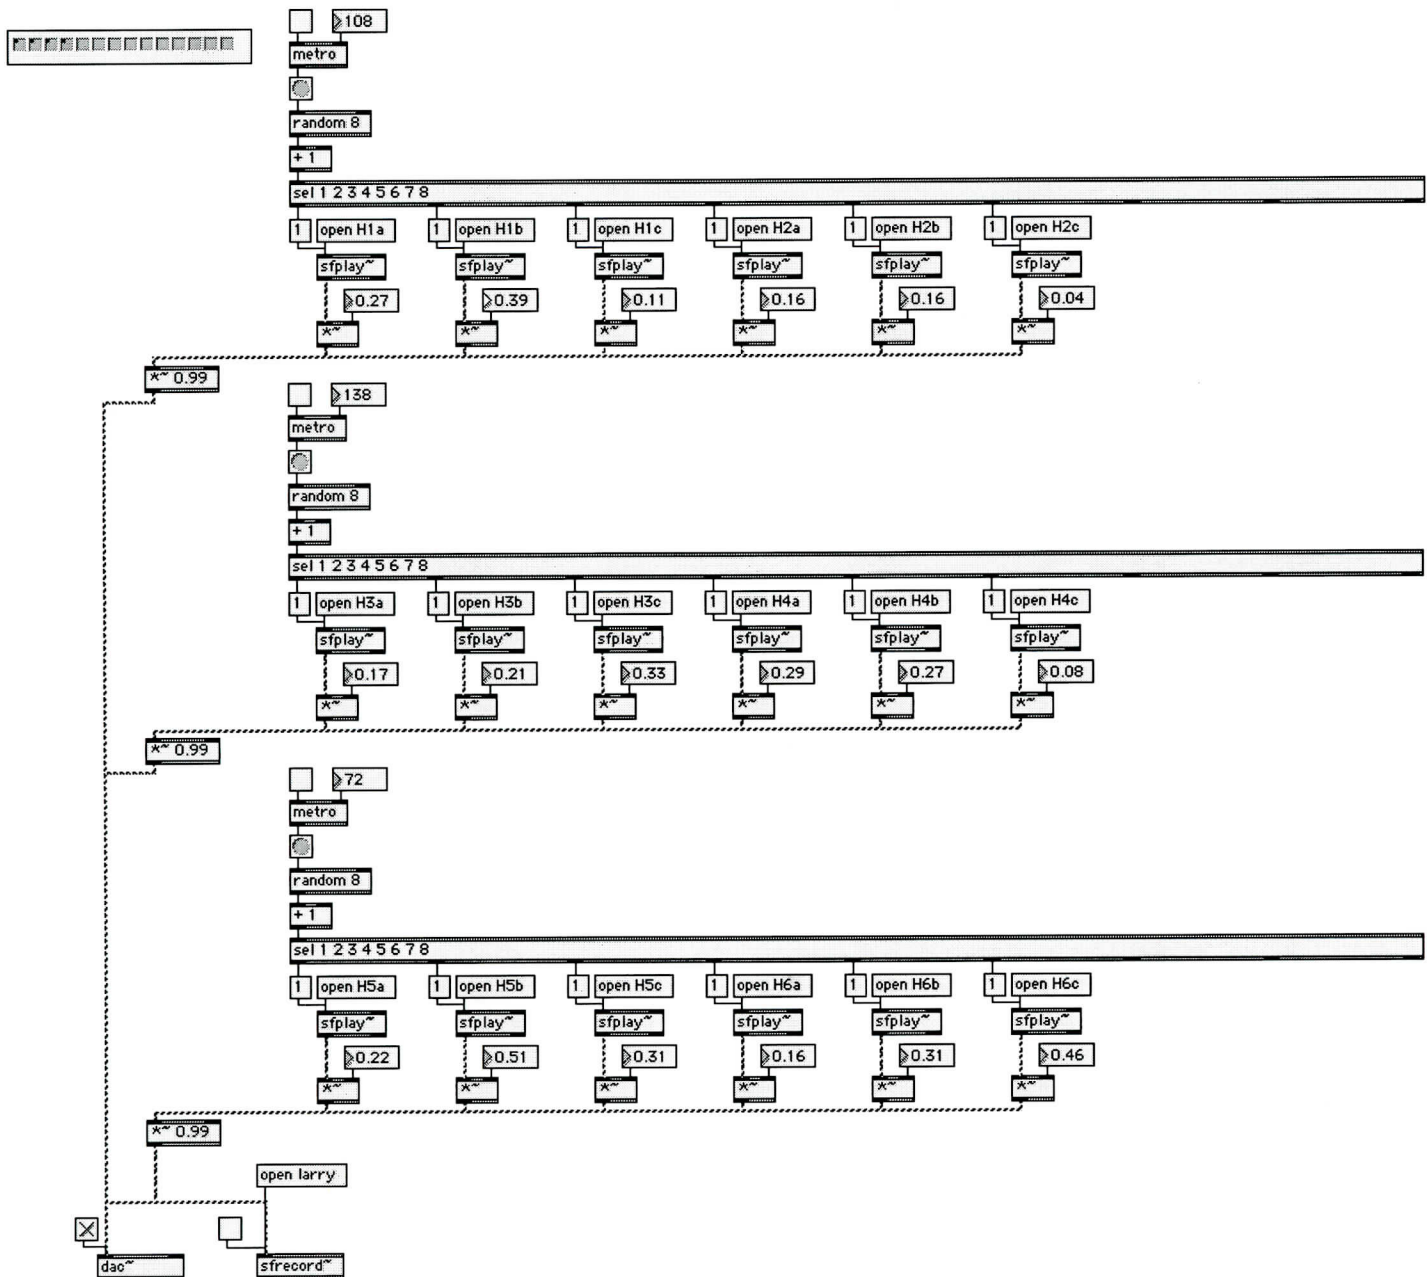 108
metro
random 8
+ 1
sel 1 2 3 4 5 6 7 8
1 open H1a 1 open H1b 1 open H1c 1 open H2a 1 open H2b 1 open H2c
sfplay~ sfplay~ sfplay~ sfplay~ sfplay~ sfplay~
0.27 0.39 0.11 0.16 0.16 0.04
*~ *~ *~ *~ *~ *~
*~ 0.99
138
metro
random 8
+ 1
sel 1 2 3 4 5 6 7 8
1 open H3a 1 open H3b 1 open H3c 1 open H4a 1 open H4b 1 open H4c
sfplay~ sfplay~ sfplay~ sfplay~ sfplay~ sfplay~
0.17 0.21 0.33 0.29 0.27 0.08
*~ *~ *~ *~ *~ *~
*~ 0.99
72
metro
random 8
+ 1
sel 1 2 3 4 5 6 7 8
1 open H5a 1 open H5b 1 open H5c 1 open H6a 1 open H6b 1 open H6c
sfplay~ sfplay~ sfplay~ sfplay~ sfplay~ sfplay~
0.22 0.51 0.31 0.16 0.31 0.46
*~ *~ *~ *~ *~ *~
*~ 0.99
open larry
dac~ sfrecord~